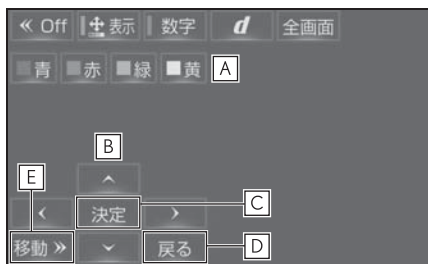 « Off 表示 数字 d 全画面
青 赤 緑 黄 A
B
E ^
< 決定 > C
移動 » ⌄ 戻る D